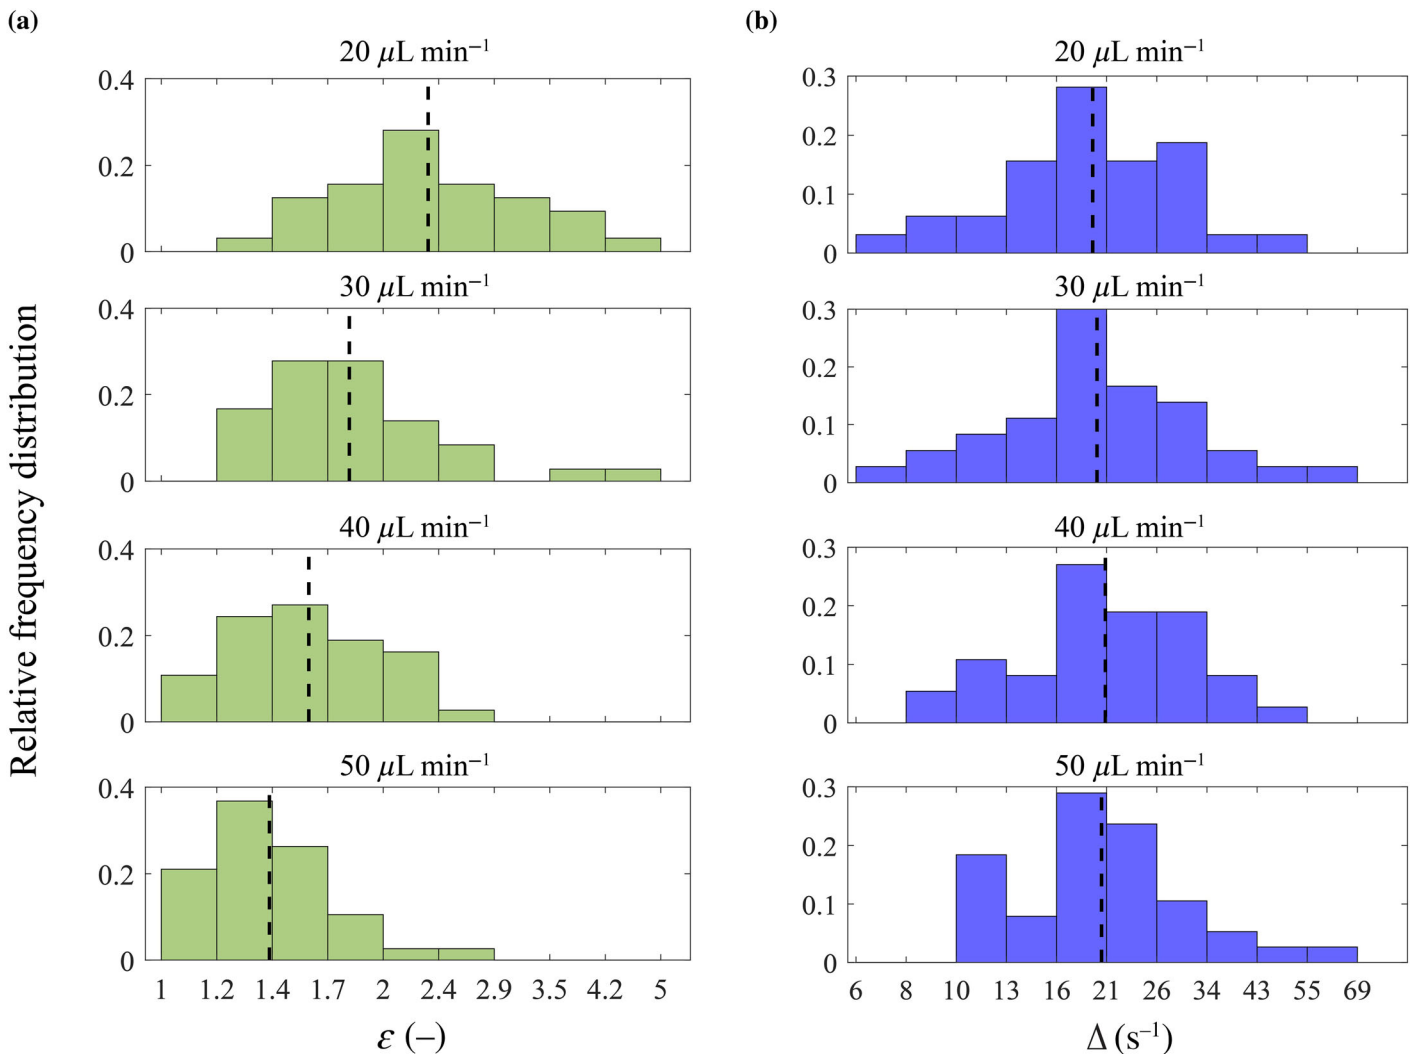 (a)
20 μL min⁻¹
0.4
0.2
0
30 μL min⁻¹
0.4
0.2
0
40 μL min⁻¹
0.4
0.2
0
50 μL min⁻¹
0.4
0.2
0
1 1.2 1.4 1.7 2 2.4 2.9 3.5 4.2 5
ε (–)
Relative frequency distribution
(b)
20 μL min⁻¹
0.3
0.2
0.1
0
30 μL min⁻¹
0.3
0.2
0.1
0
40 μL min⁻¹
0.3
0.2
0.1
0
50 μL min⁻¹
0.3
0.2
0.1
0
6 8 10 13 16 21 26 34 43 55 69
Δ (s⁻¹)